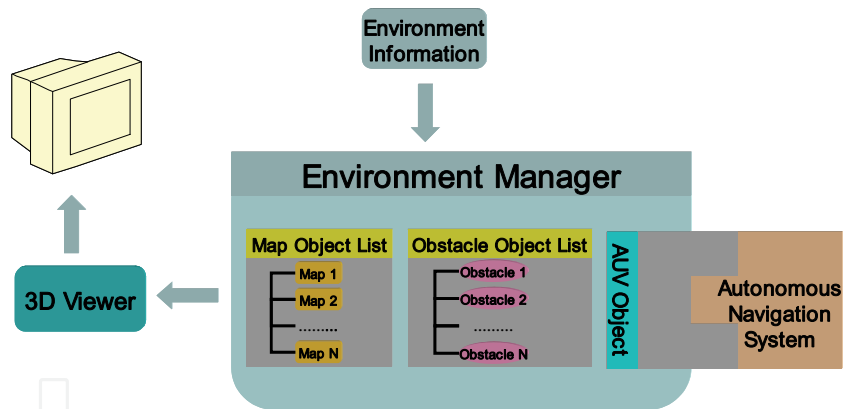 Environment
Information
Environment Manager
Map Object List
Map 1
Map 2
.........
Map N
Obstacle Object List
Obstacle 1
Obstacle 2
.........
Obstacle N
AUV Object
Autonomous
Navigation
System
3D Viewer